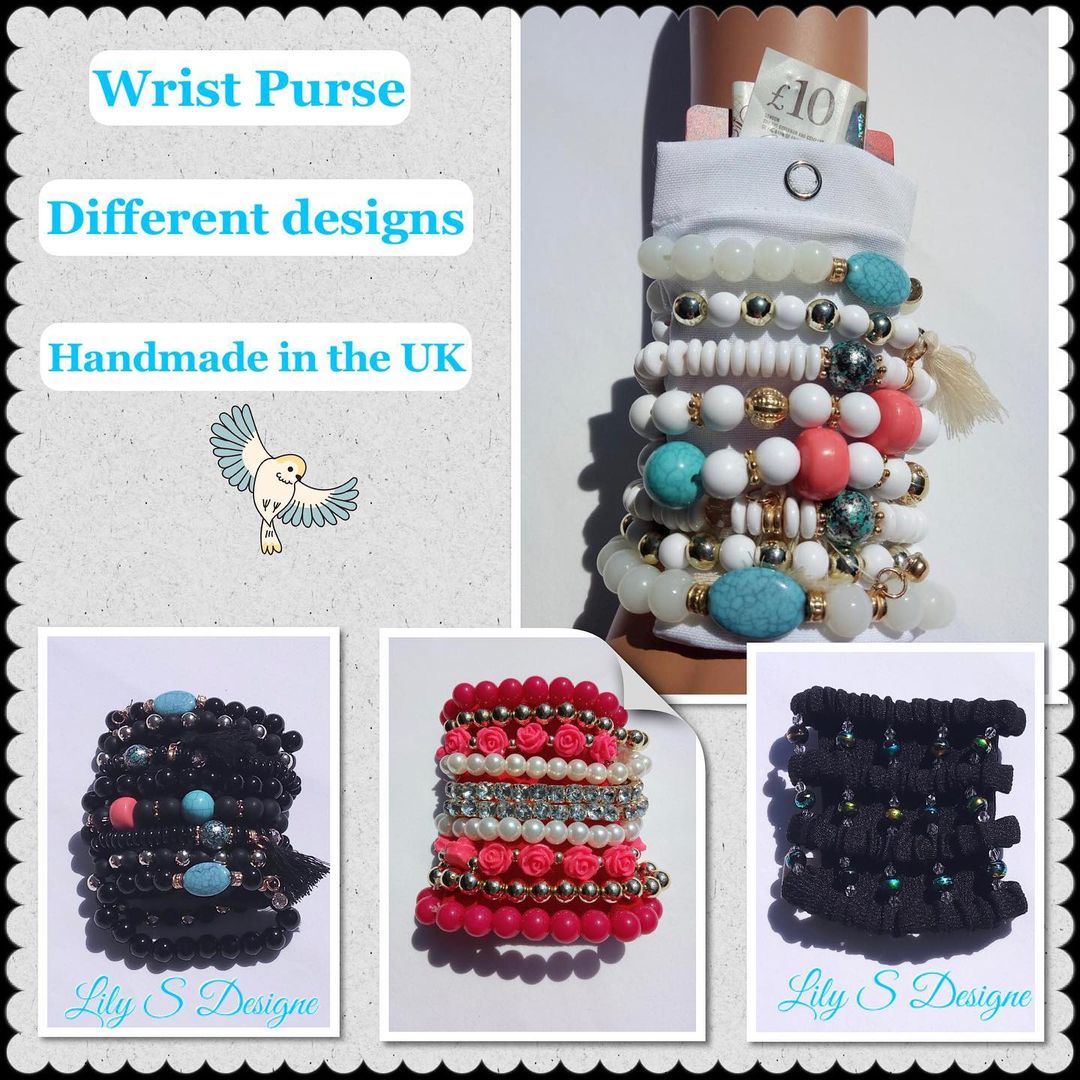 Wrist Purse
Different designs
Handmade in the UK
£10
Lily S Designe
Lily S Designe